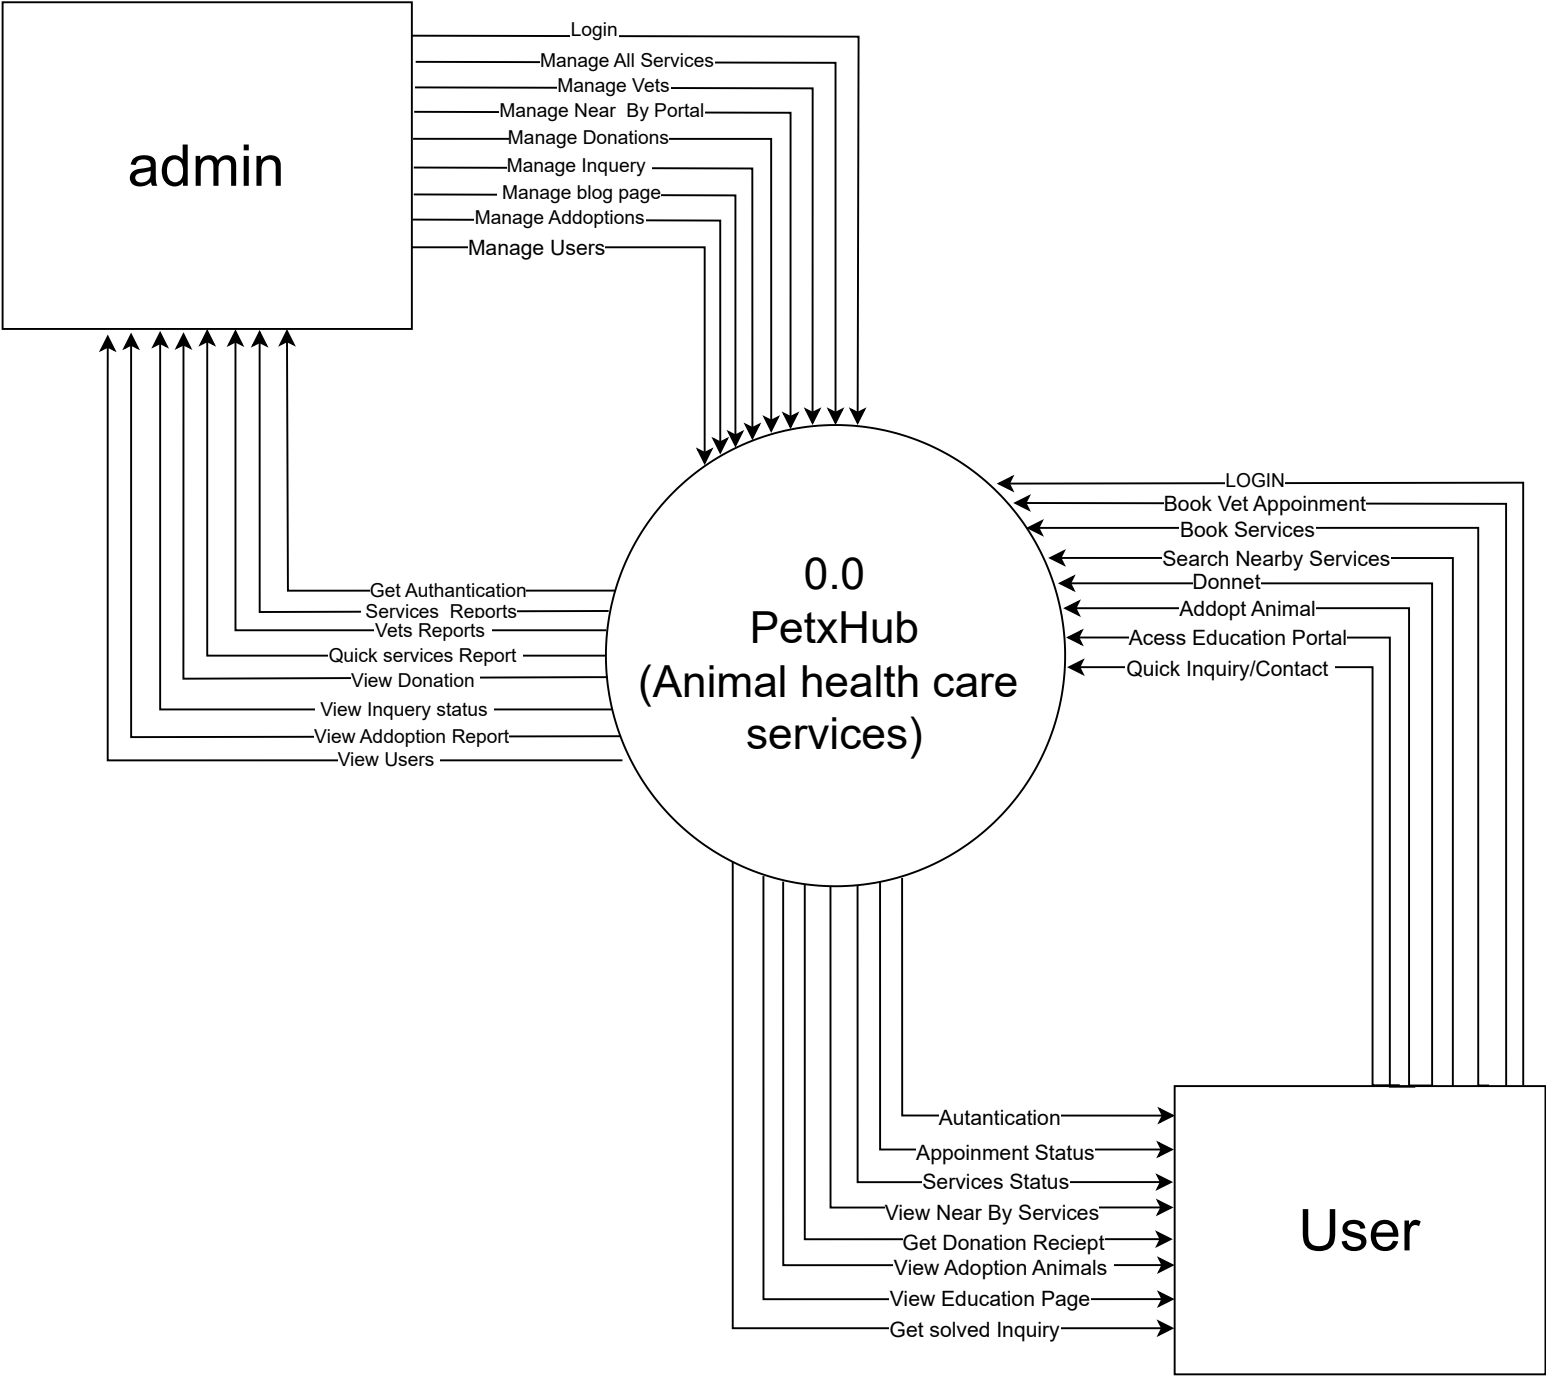 Login
Manage All Services
Manage Vets
Manage Near By Portal
Manage Donations
Manage Inquery
Manage blog page
Manage Addoptions
Manage Users
admin
LOGIN
Book Vet Appoinment
Book Services
Search Nearby Services
Donnet
Addopt Animal
Acess Education Portal
Quick Inquiry/Contact
0.0
PetxHub
(Animal health care
services)
Get Authantication
Services Reports
Vets Reports
Quick services Report
View Donation
View Inquery status
View Addoption Report
View Users
Autantication
Appoinment Status
Services Status
View Near By Services
Get Donation Reciept
View Adoption Animals
View Education Page
Get solved Inquiry
User